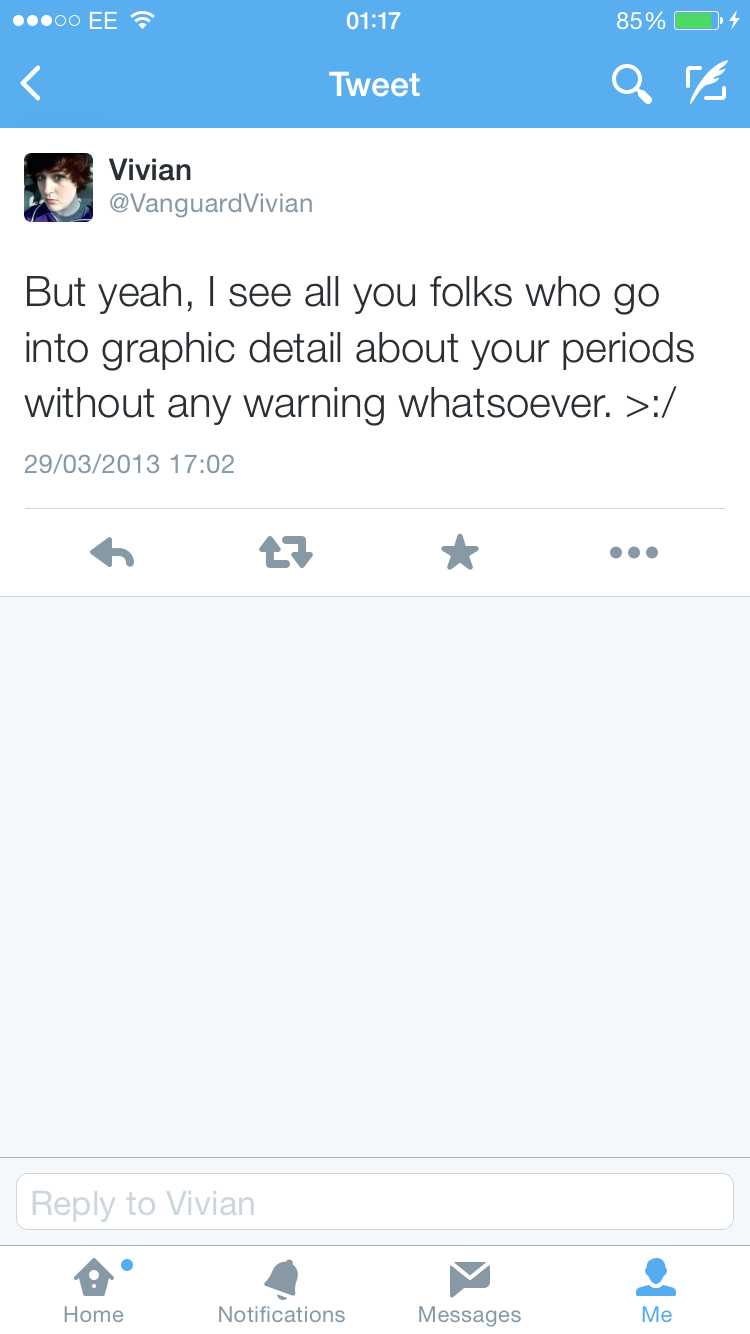 EE 01:17 85%
Tweet
Vivian
@VanguardVivian
But yeah, I see all you folks who go
into graphic detail about your periods
without any warning whatsoever. >:/
29/03/2013 17:02
Reply to Vivian
Home Notifications Messages Me